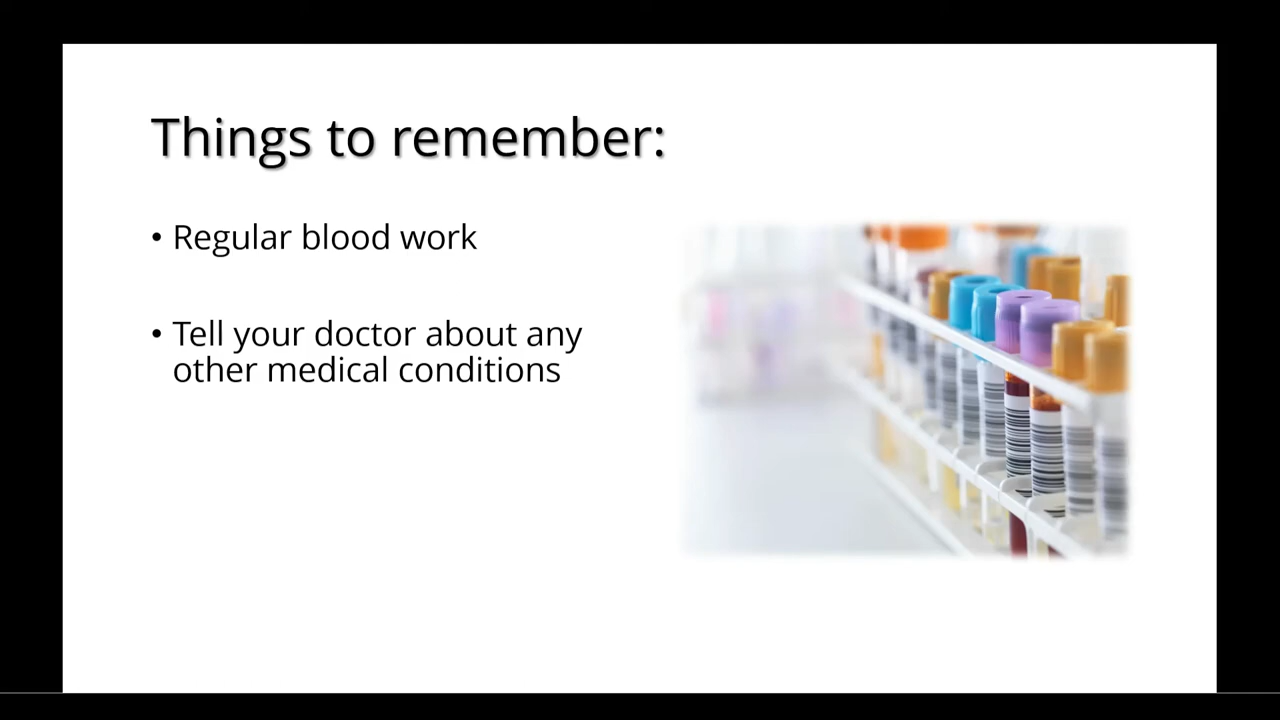 Things to remember:
• Regular blood work
• Tell your doctor about any
other medical conditions